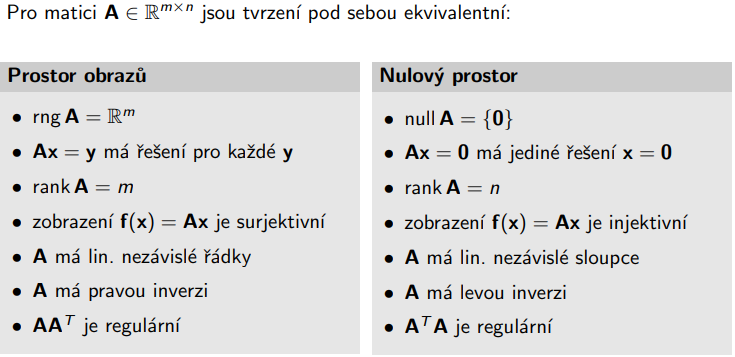 Pro matici A ∈ ℝ^{m×n} jsou tvrzení pod sebou ekvivalentní:
Prostor obrazů
• rng A = ℝ^m
• Ax = y má řešení pro každé y
• rank A = m
• zobrazení f(x) = Ax je surjektivní
• A má lin. nezávislé řádky
• A má pravou inverzi
• AA^T je regulární
Nulový prostor
• null A = {0}
• Ax = 0 má jediné řešení x = 0
• rank A = n
• zobrazení f(x) = Ax je injektivní
• A má lin. nezávislé sloupce
• A má levou inverzi
• A^T A je regulární